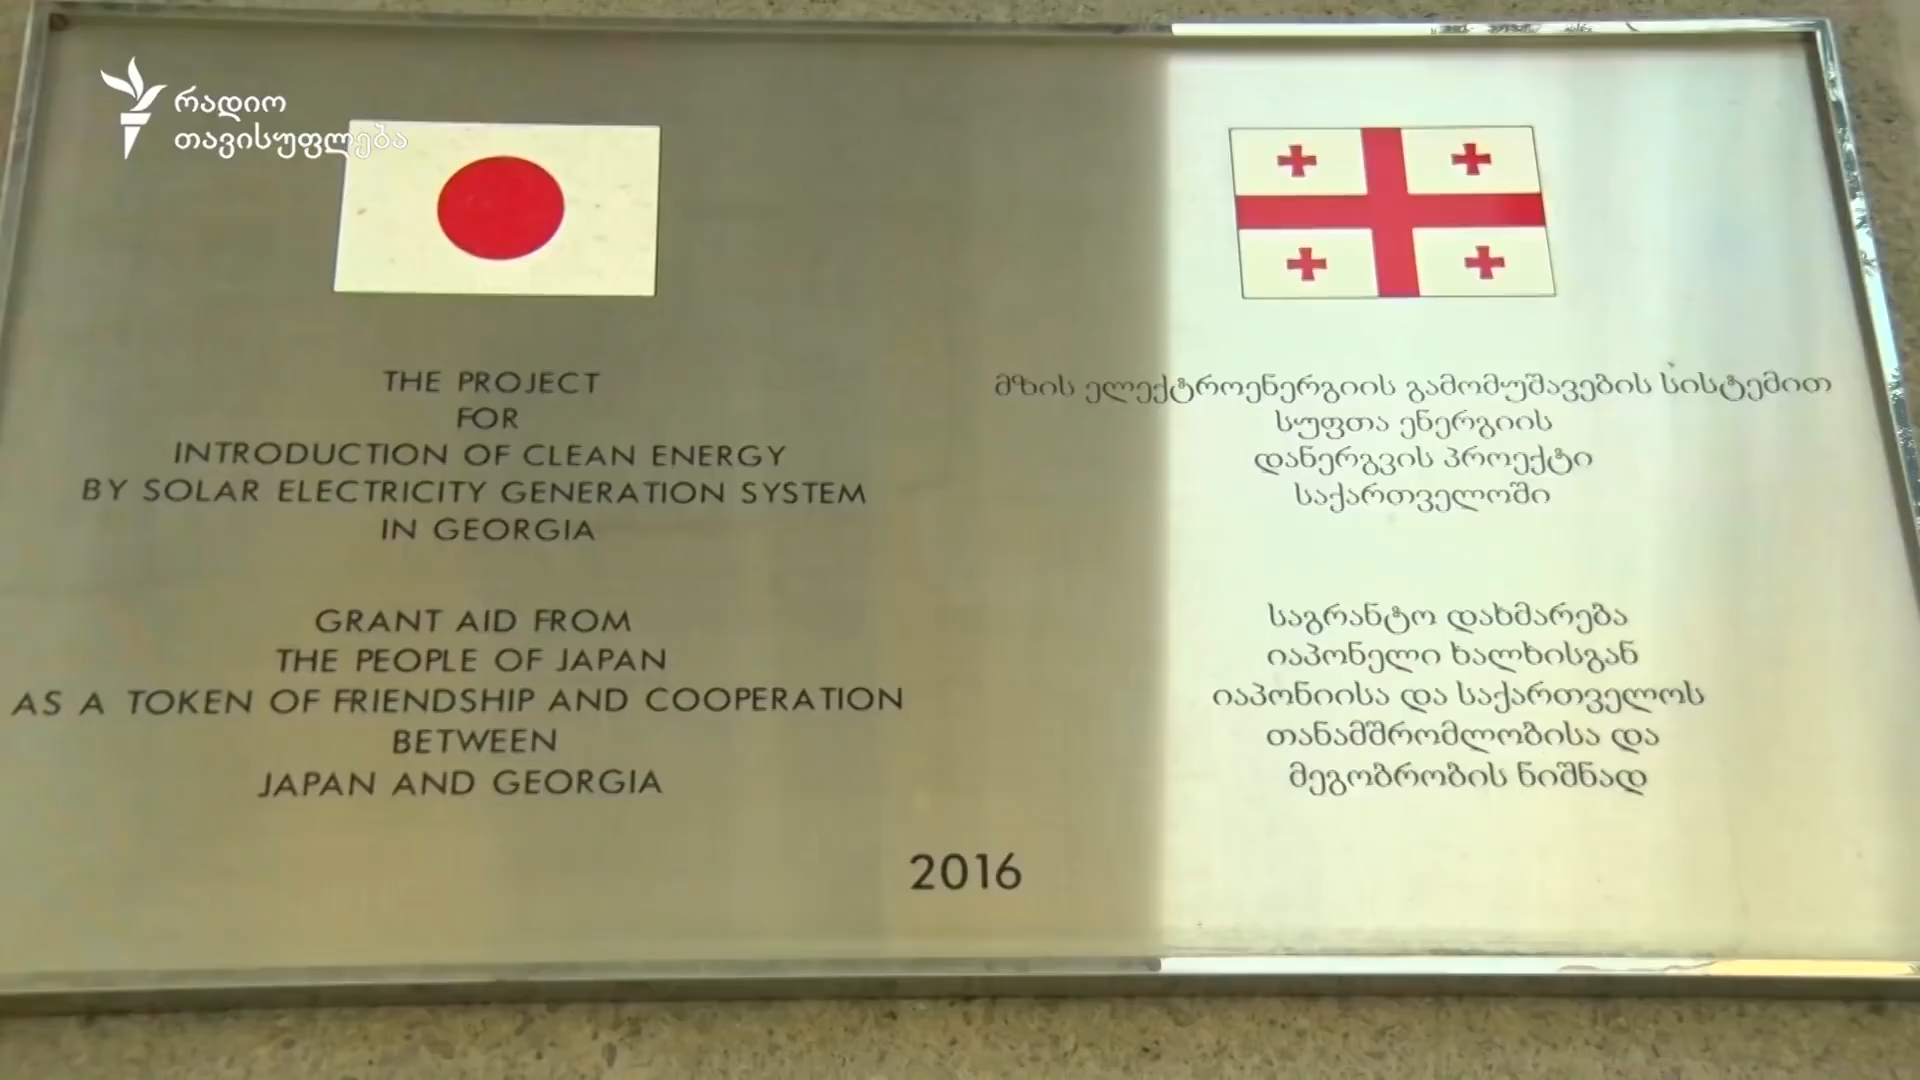 რადიო
თავისუფლება
THE PROJECT
FOR
INTRODUCTION OF CLEAN ENERGY
BY SOLAR ELECTRICITY GENERATION SYSTEM
IN GEORGIA
GRANT AID FROM
THE PEOPLE OF JAPAN
AS A TOKEN OF FRIENDSHIP AND COOPERATION
BETWEEN
JAPAN AND GEORGIA
მზის ელექტროენერგიის გამომუშავების სისტემით
სუფთა ენერგიის
დანერგვის პროექტი
საქართველოში
საგრანტო დახმარება
იაპონელი ხალხისგან
იაპონიისა და საქართველოს
თანამშრომლობისა და
მეგობრობის ნიშნად
2016